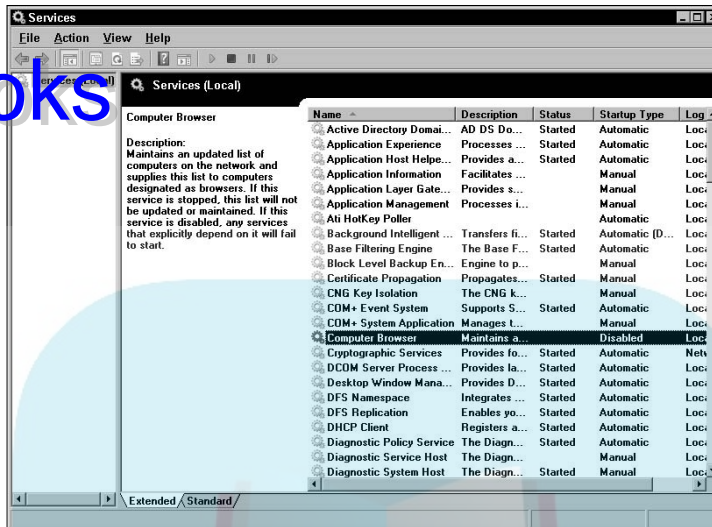 Services
File Action View Help
oks
Services (Local)
Services (Local)
Computer Browser
Description:
Maintains an updated list of
computers on the network and
supplies this list to computers
designated as browsers. If this
service is stopped, this list will not
be updated or maintained. If this
service is disabled, any services
that explicitly depend on it will fail
to start.
Name Description Status Startup Type Log
Active Directory Domai... AD DS Do... Started Automatic Loca
Application Experience Processes ... Started Automatic Loca
Application Host Helpe... Provides a... Started Automatic Loca
Application Information Facilitates ... Manual Loca
Application Layer Gate... Provides s... Manual Loca
Application Management Processes i... Manual Loca
Ati HotKey Poller Automatic Loca
Background Intelligent ... Transfers fi... Started Automatic (D... Loca
Base Filtering Engine The Base F... Started Automatic Loca
Block Level Backup En... Engine to p... Manual Loca
Certificate Propagation Propagates... Started Manual Loca
CNG Key Isolation The CNG k... Manual Loca
COM+ Event System Supports S... Started Automatic Loca
COM+ System Application Manages t... Manual Loca
Computer Browser Maintains a... Disabled Loca
Cryptographic Services Provides fo... Started Automatic Netw
DCOM Server Process ... Provides la... Started Automatic Loca
Desktop Window Mana... Provides D... Started Automatic Loca
DFS Namespace Integrates ... Started Automatic Loca
DFS Replication Enables yo... Started Automatic Loca
DHCP Client Registers a... Started Automatic Loca
Diagnostic Policy Service The Diagn... Started Automatic Loca
Diagnostic Service Host The Diagn... Manual Loca
Diagnostic System Host The Diagn... Started Manual Loca
Extended Standard